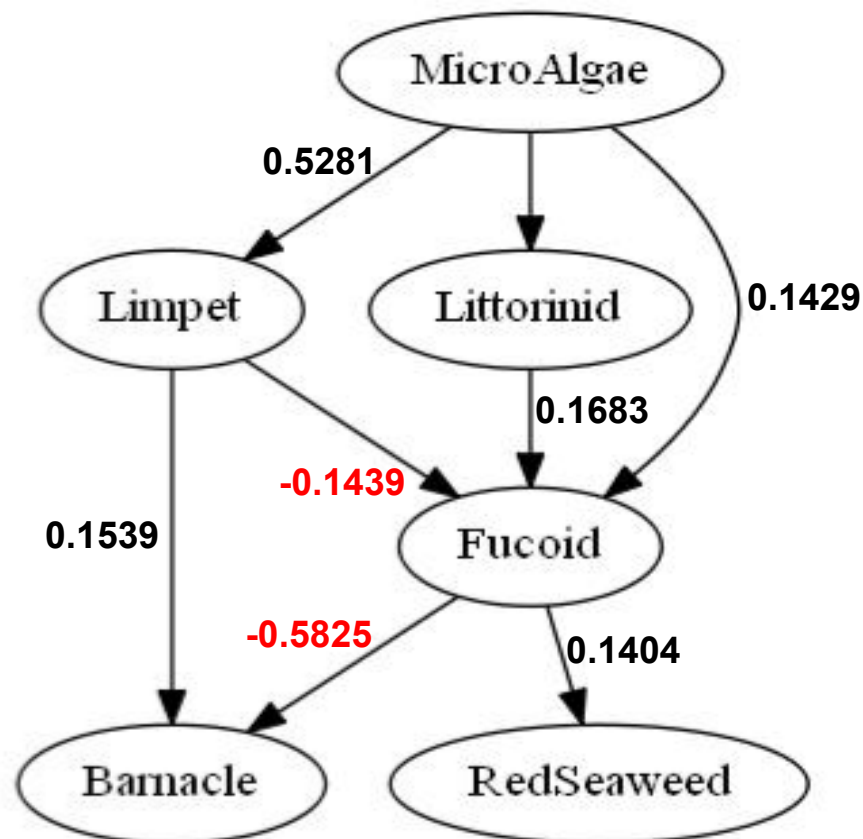 MicroAlgae
0.5281
Limpet
Littorinid
0.1429
0.1683
-0.1439
0.1539
Fucoid
-0.5825
0.1404
Barnacle
RedSeaweed